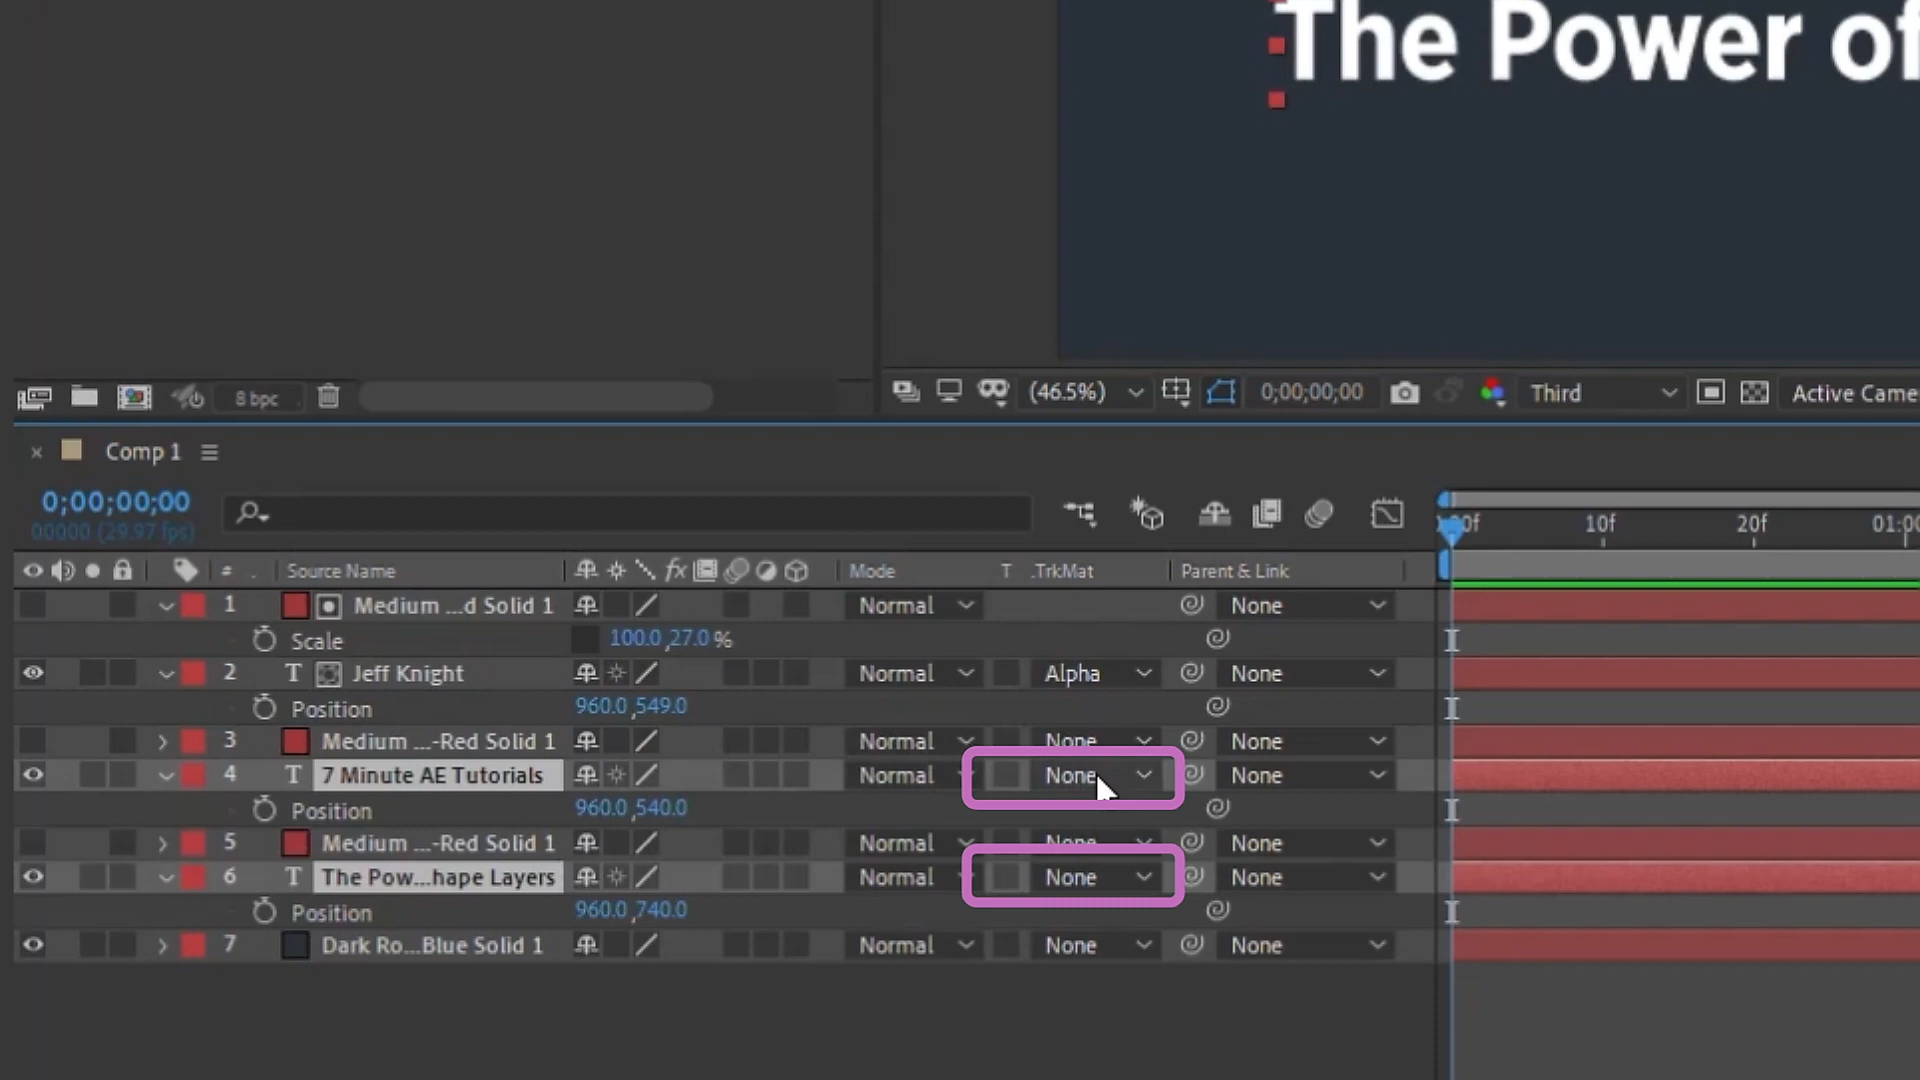 The Power of
8 bpc
(46.5%)
0;00;00;00
Third
Active Came
Comp 1
0;00;00;00
00000 (29.97 fps)
10f
20f
01:00
# Source Name
fx
Mode
T .TrkMat
Parent & Link
1 Medium ...d Solid 1 Normal None
Scale 100.0,27.0 %
2 T Jeff Knight Normal Alpha None
Position 960.0,549.0
3 Medium ...-Red Solid 1 Normal None None
4 T 7 Minute AE Tutorials Normal None None
Position 960.0,540.0
5 Medium ...-Red Solid 1 Normal None None
6 T The Pow...hape Layers Normal None None
Position 960.0,740.0
7 Dark Ro...Blue Solid 1 Normal None None